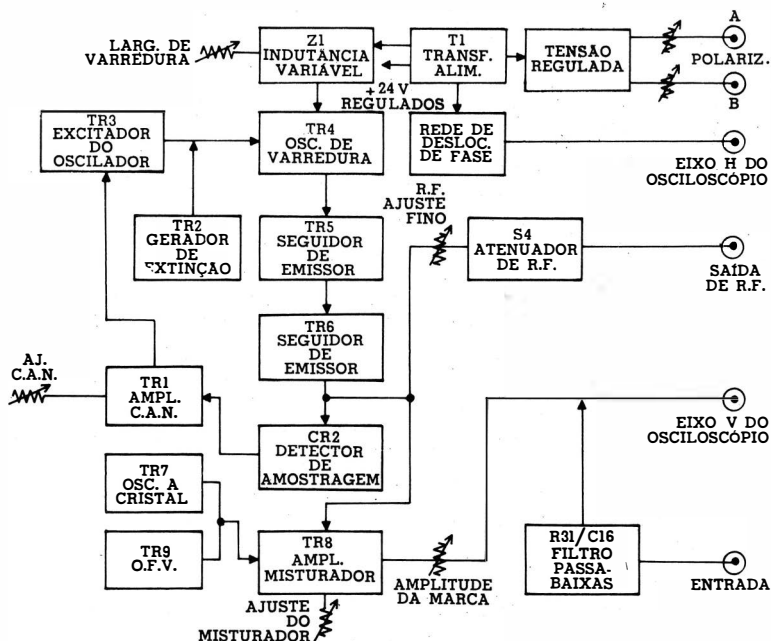 LARG. DE
VARREDURA
Z1
INDUTÂNCIA
VARIÁVEL
T1
TRANSF.
ALIM.
TENSÃO
REGULADA
A
POLARIZ.
B
+24 V
REGULADOS
TR3
EXCITADOR
DO
OSCILADOR
TR4
OSC. DE
VARREDURA
REDE DE
DESLOC.
DE FASE
EIXO H DO
OSCILOSCÓPIO
TR2
GERADOR
DE
EXTINÇÃO
TR5
SEGUIDOR
DE
EMISSOR
R.F.
AJUSTE
FINO
S4
ATENUADOR
DE R.F.
SAÍDA
DE R.F.
TR6
SEGUIDOR
DE
EMISSOR
AJ.
C.A.N.
TR1
AMPL.
C.A.N.
EIXO V DO
OSCILOSCÓPIO
CR2
DETECTOR
DE
AMOSTRAGEM
TR7
OSC. A
CRISTAL
TR9
O.F.V.
TR8
AMPL.
MISTURADOR
AMPLITUDE
DA MARCA
R31/C16
FILTRO
PASSA-
BAIXAS
ENTRADA
AJUSTE
DO
MISTURADOR